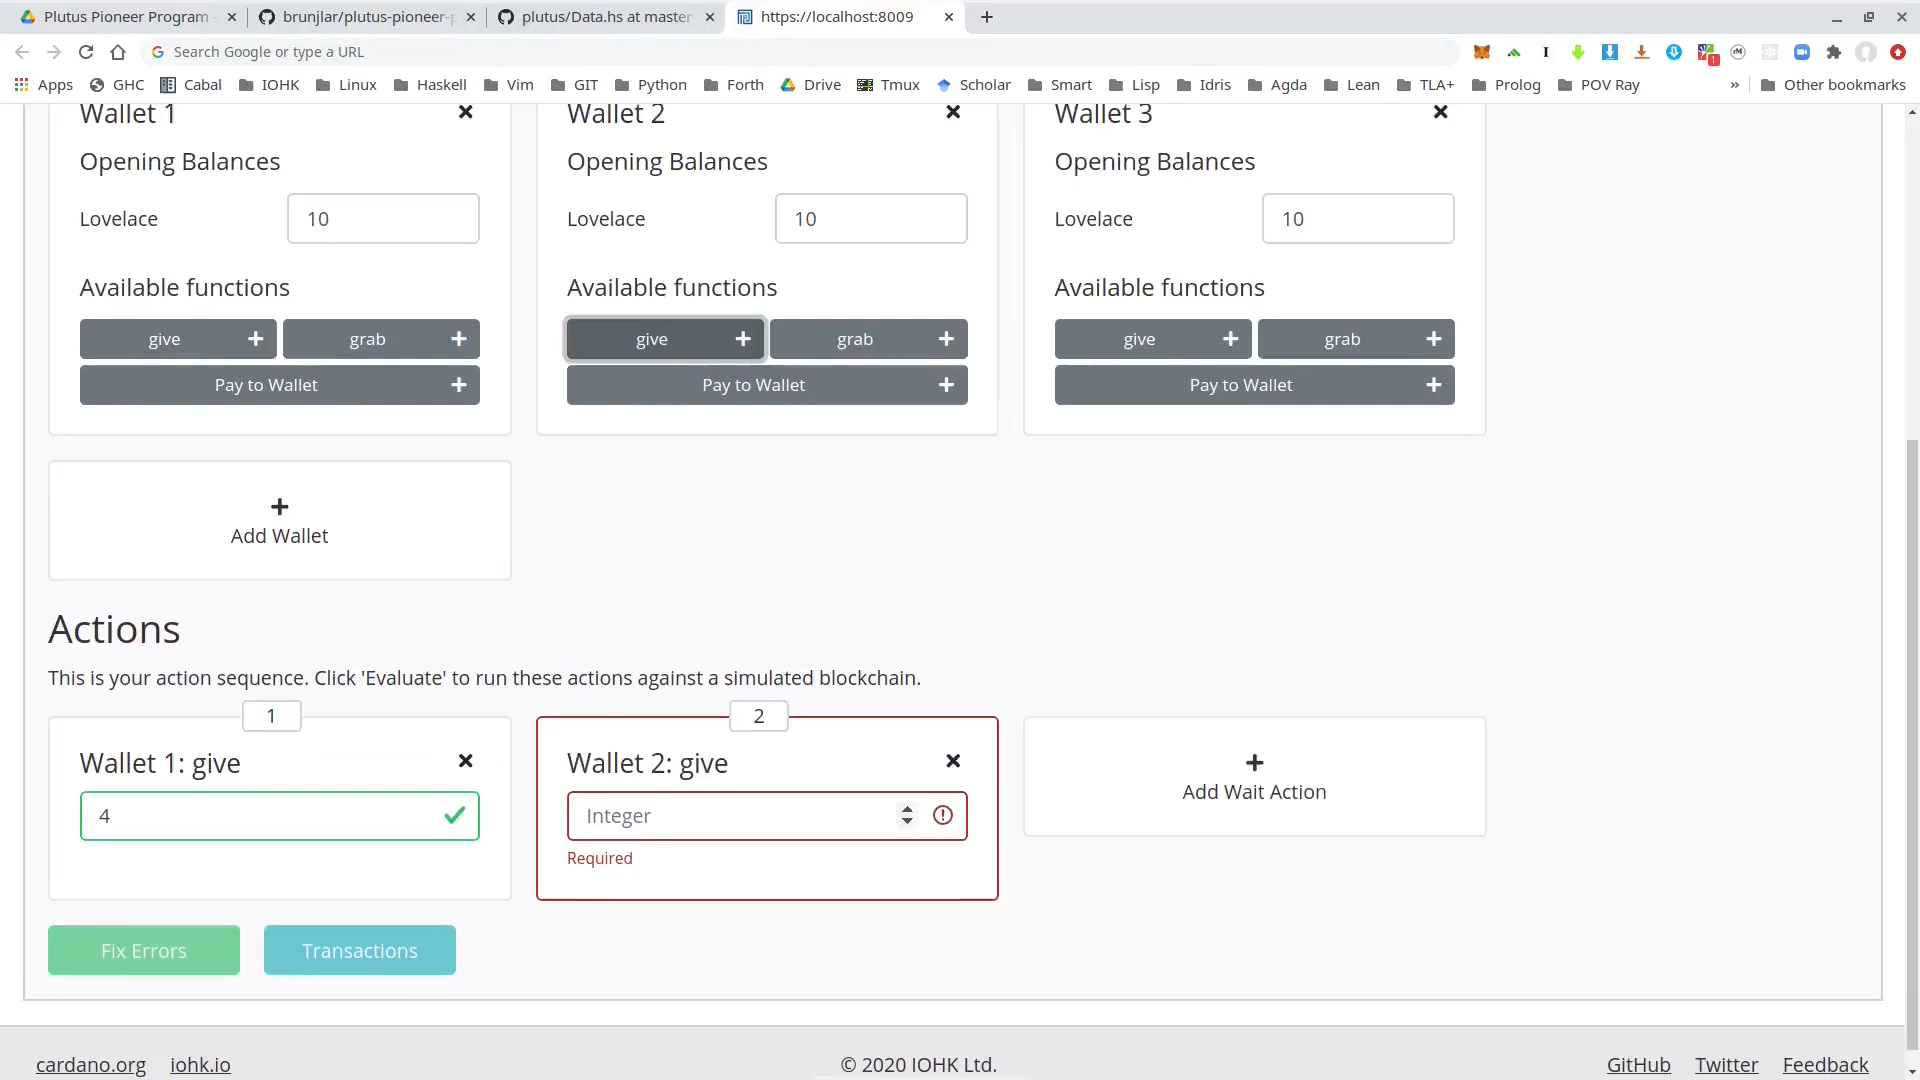 Plutus Pioneer Program -
brunjlar/plutus-pioneer-p
plutus/Data.hs at master
https://localhost:8009
Search Google or type a URL
1
Apps GHC Cabal IOHK Linux Haskell Vim GIT Python Forth Drive Tmux Scholar Smart Lisp Idris Agda Lean TLA+ Prolog POV Ray » Other bookmarks
Wallet 1
Wallet 2
Wallet 3
Opening Balances
Opening Balances
Opening Balances
Lovelace 10
Lovelace 10
Lovelace 10
Available functions
Available functions
Available functions
give + grab +
give + grab +
give + grab +
Pay to Wallet +
Pay to Wallet +
Pay to Wallet +
+
Add Wallet
Actions
This is your action sequence. Click 'Evaluate' to run these actions against a simulated blockchain.
1
2
Wallet 1: give
Wallet 2: give
+
Add Wait Action
4
Integer
Required
Fix Errors
Transactions
cardano.org iohk.io
© 2020 IOHK Ltd.
GitHub Twitter Feedback